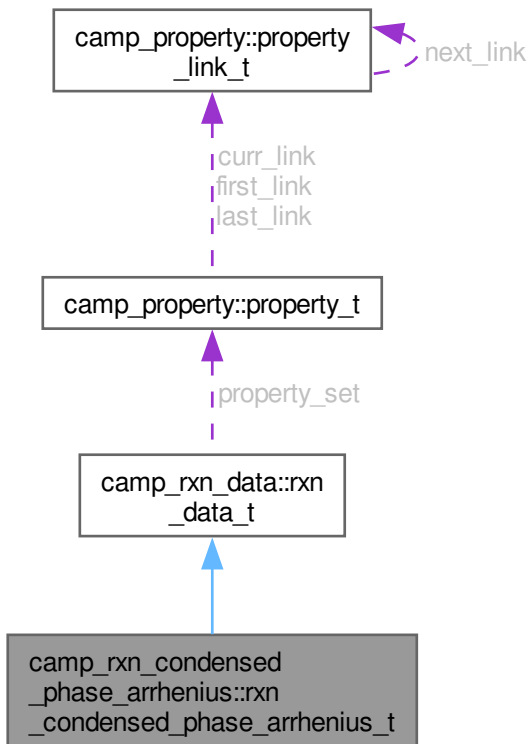 camp_property::property
_link_t
next_link
curr_link
first_link
last_link
camp_property::property_t
property_set
camp_rxn_data::rxn
_data_t
camp_rxn_condensed
_phase_arrhenius::rxn
_condensed_phase_arrhenius_t